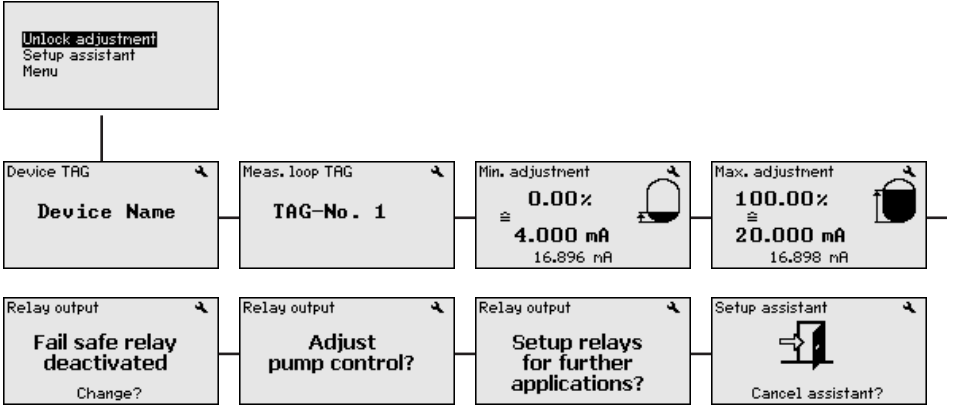 Unlock adjustment
Setup assistant
Menu
Device TAG
Device Name
Meas. loop TAG
TAG-No. 1
Min. adjustment
0.00%
≙
4.000 mA
16.896 mA
Max. adjustment
100.00%
≙
20.000 mA
16.898 mA
Relay output
Fail safe relay
deactivated
Change?
Relay output
Adjust
pump control?
Relay output
Setup relays
for further
applications?
Setup assistant
Cancel assistant?